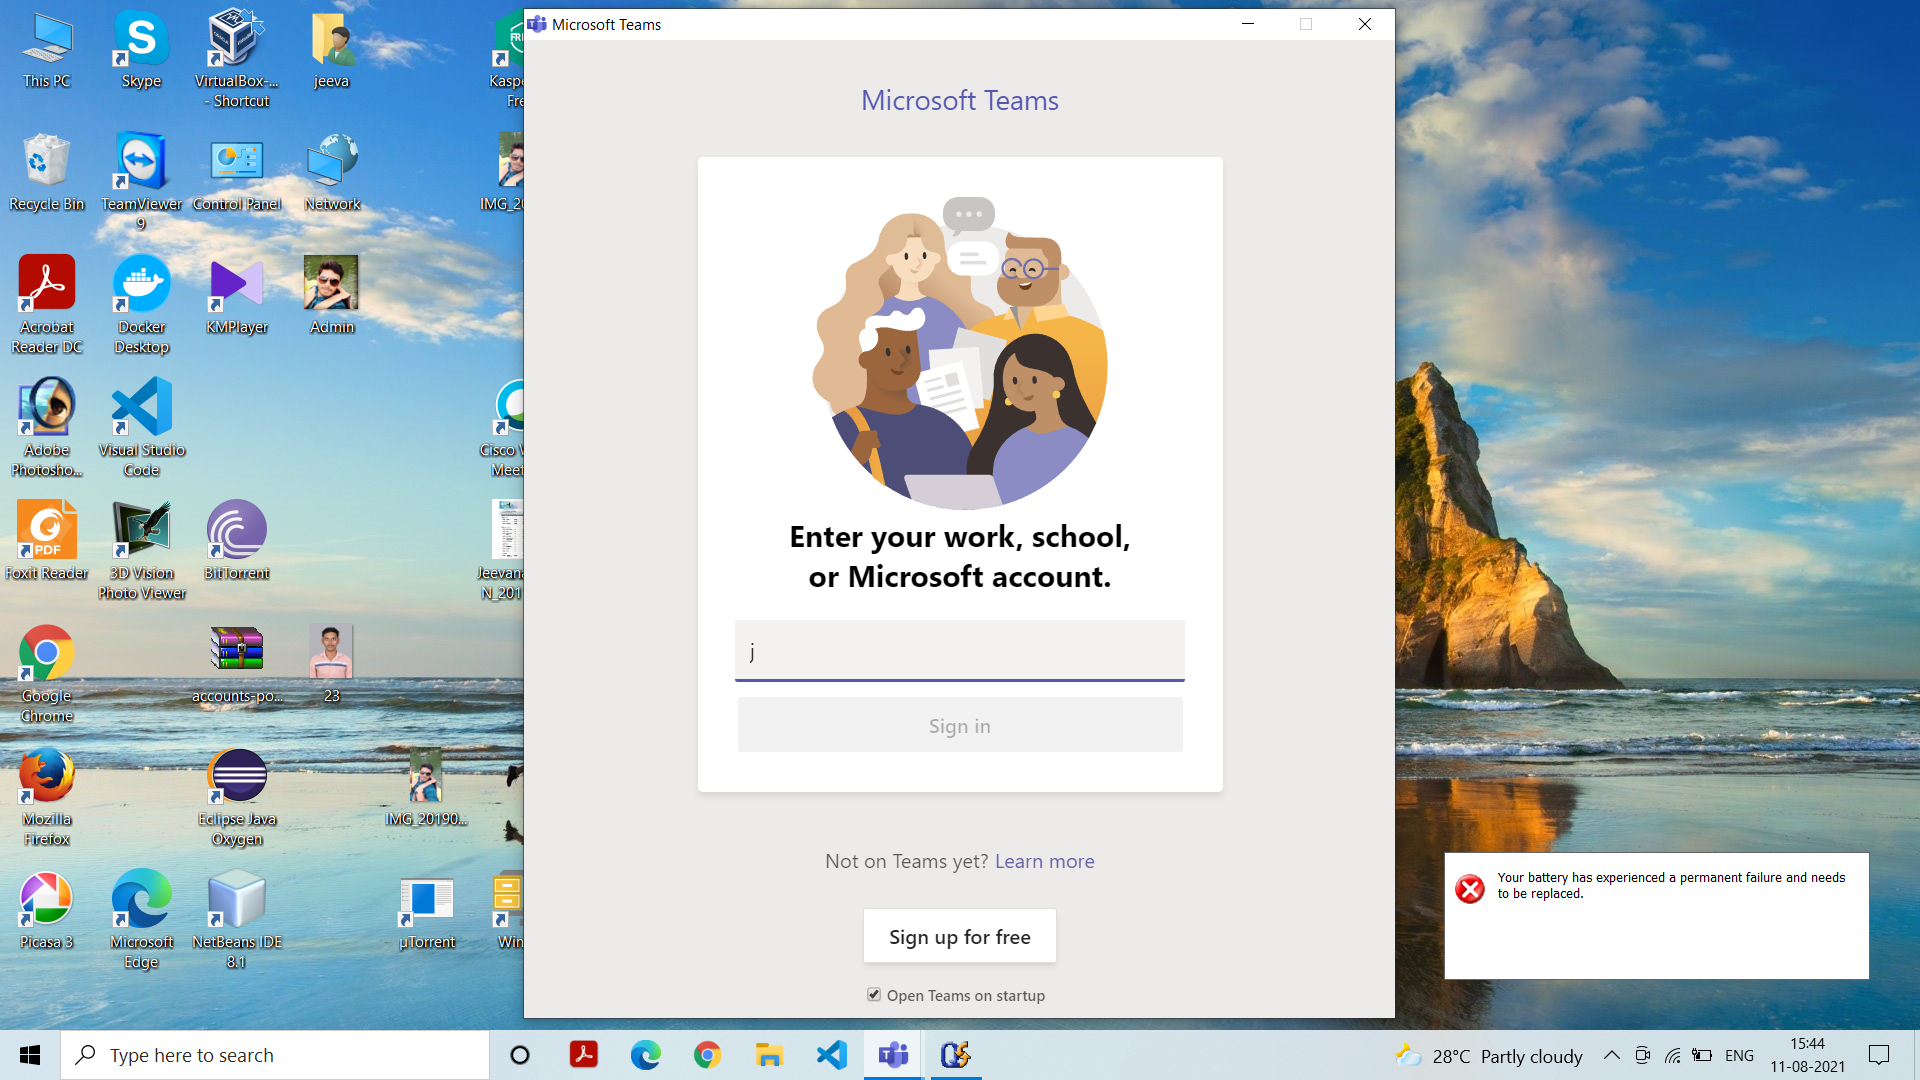 This PC
Skype
VirtualBox-...
- Shortcut
jeeva
Kaspe
Fre
Recycle Bin
TeamViewer
9
Control Panel
Network
IMG_20
Acrobat
Reader DC
Docker
Desktop
KMPlayer
Admin
Adobe
Photosho...
Visual Studio
Code
Cisco W
Meet
PDF
Foxit Reader
3D Vision
Photo Viewer
BitTorrent
Jeevana
N_201
Google
Chrome
accounts-po...
23
Mozilla
Firefox
Eclipse Java
Oxygen
IMG_20190...
Picasa 3
Microsoft
Edge
NetBeans IDE
8.1
µTorrent
Win
Microsoft Teams
Microsoft Teams
Enter your work, school,
or Microsoft account.
j
Sign in
Not on Teams yet? Learn more
Sign up for free
Open Teams on startup
Your battery has experienced a permanent failure and needs
to be replaced.
Type here to search
28°C Partly cloudy
ENG
15:44
11-08-2021